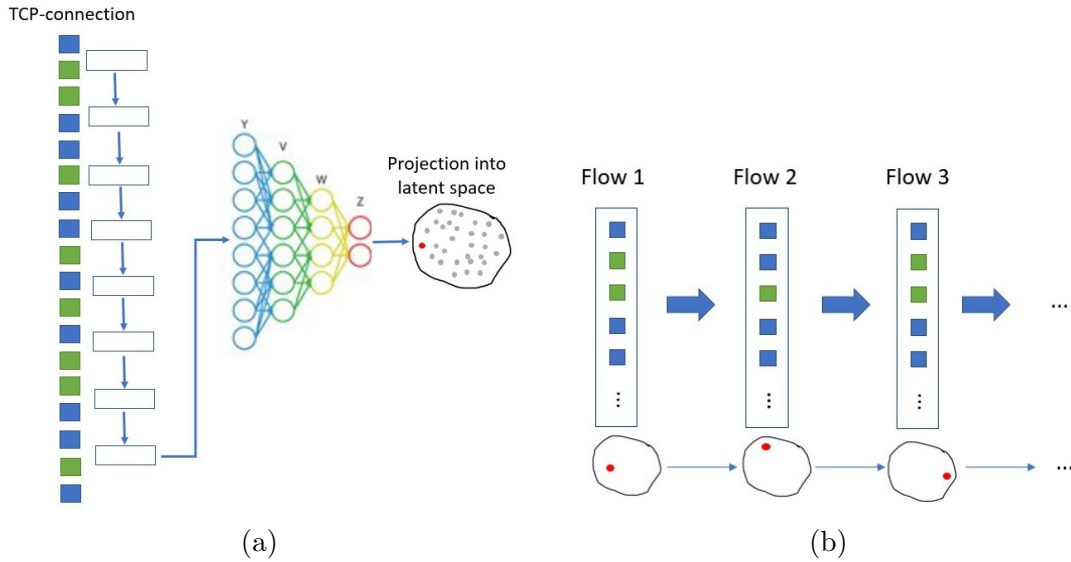 TCP-connection
Y
V
W
Z
Projection into
latent space
(a)
Flow 1
Flow 2
Flow 3
⋮
⋮
⋮
...
...
(b)